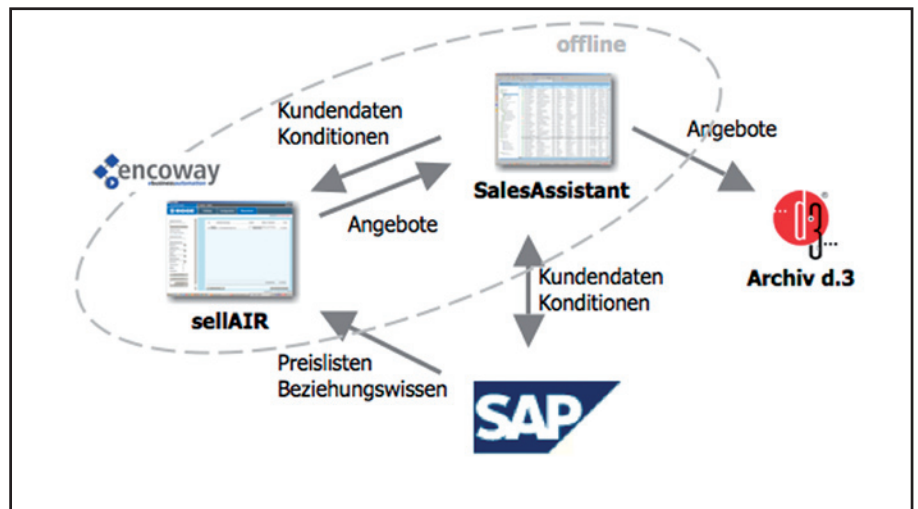 offline
Kundendaten
Konditionen
Angebote
encoway
SalesAssistant
Angebote
Archiv d.3
Kundendaten
Konditionen
sellAIR
Preislisten
Beziehungswissen
SAP